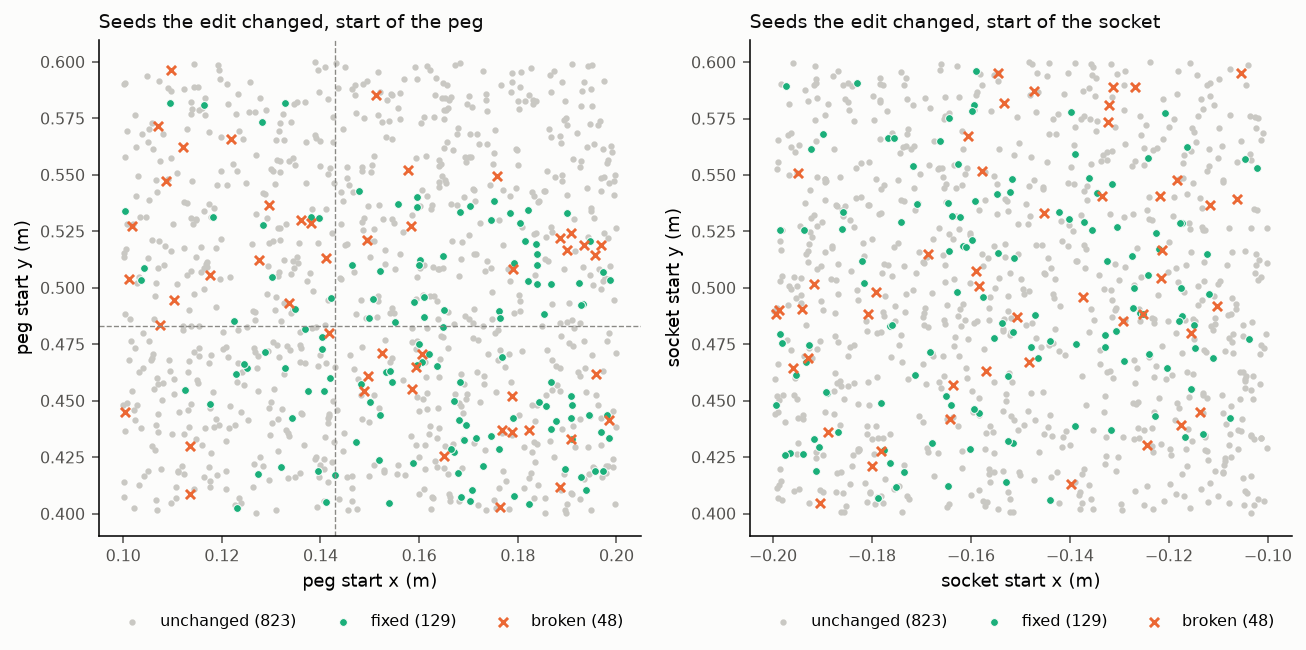 Seeds the edit changed, start of the peg
0.600
0.575
0.550
0.525
0.500
0.475
0.450
0.425
0.400
peg start y (m)
0.10 0.12 0.14 0.16 0.18 0.20
peg start x (m)
unchanged (823) fixed (129) broken (48)
Seeds the edit changed, start of the socket
0.600
0.575
0.550
0.525
0.500
0.475
0.450
0.425
0.400
socket start y (m)
−0.20 −0.18 −0.16 −0.14 −0.12 −0.10
socket start x (m)
unchanged (823) fixed (129) broken (48)